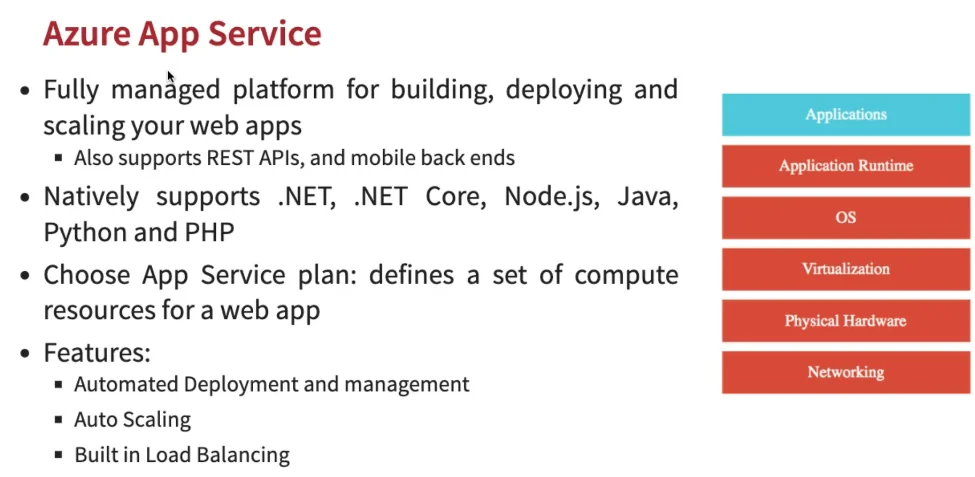 Azure App Service
• Fully managed platform for building, deploying and
scaling your web apps
▪ Also supports REST APIs, and mobile back ends
• Natively supports .NET, .NET Core, Node.js, Java,
Python and PHP
• Choose App Service plan: defines a set of compute
resources for a web app
• Features:
▪ Automated Deployment and management
▪ Auto Scaling
▪ Built in Load Balancing
Applications
Application Runtime
OS
Virtualization
Physical Hardware
Networking